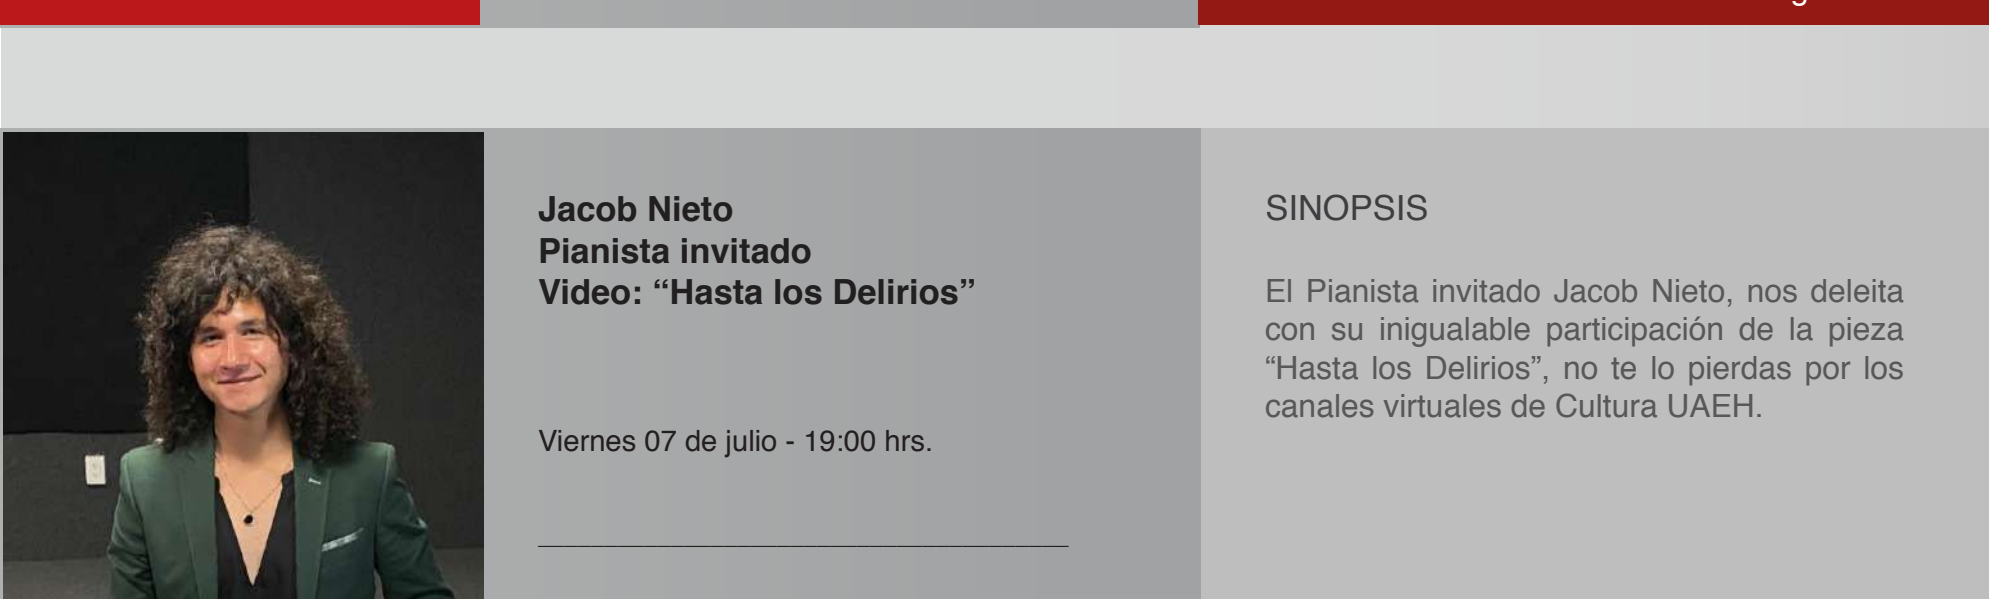 Jacob Nieto
Pianista invitado
Video: “Hasta los Delirios”
Viernes 07 de julio - 19:00 hrs.
SINOPSIS
El Pianista invitado Jacob Nieto, nos deleita
con su inigualable participación de la pieza
“Hasta los Delirios”, no te lo pierdas por los
canales virtuales de Cultura UAEH.